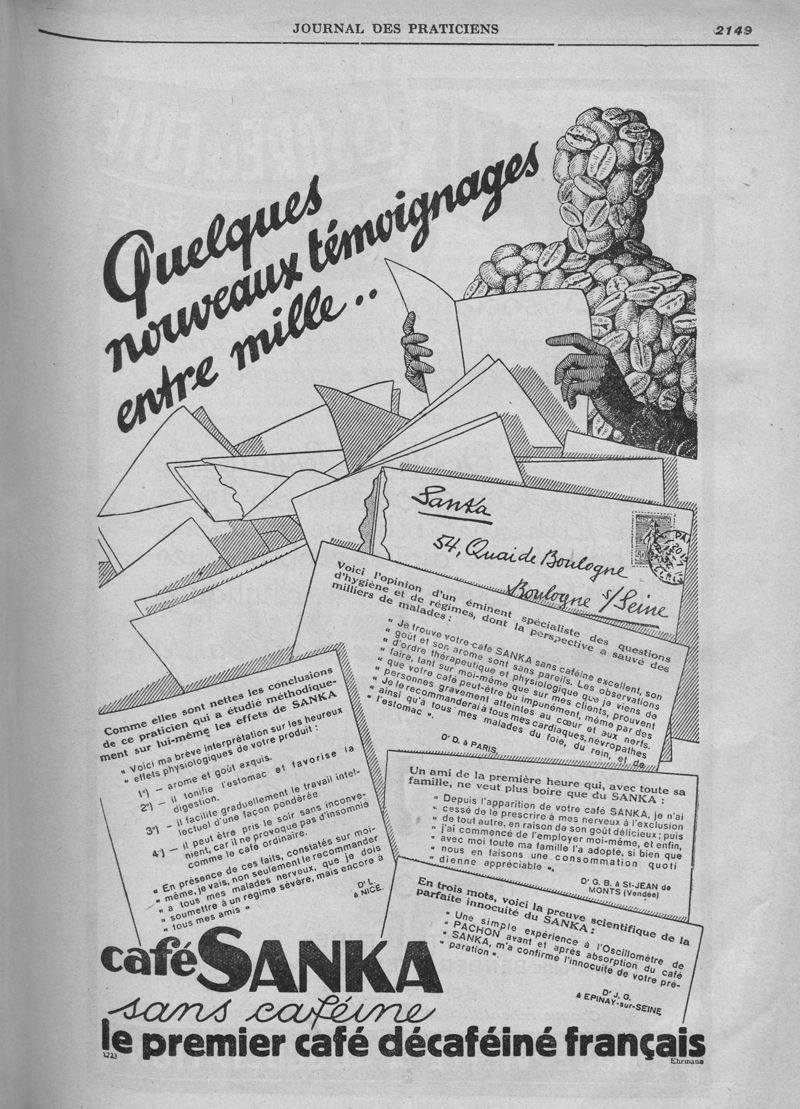 JOURNAL DES PRATICIENS
2149
Quelques
nouveaux témoignages
entre mille..
Sanka
54, Quai de Boulogne
Boulogne s/Seine
Voici l'opinion d'un éminent spécialiste des questions
d'hygiène et de régimes, dont la perspective a sauvé des
milliers de malades :
" Je trouve votre café SANKA sans caféine excellent, son
" goût et son arome sont sans pareils. Les observations
" d'ordre thérapeutique et physiologique que je viens de
" faire, tant sur moi-même que sur mes clients, prouvent
" que votre café peut-être bu impunément, même par des
" personnes gravement atteintes au cœur et aux nerfs.
" Je le recommanderai à tous mes cardiaques, névropathes
" ainsi qu'à tous mes malades du foie, du rein, et de
" l'estomac ".
Dr D. à PARIS.
Comme elles sont nettes les conclusions
de ce praticien qui a étudié méthodique-
ment sur lui-même les effets de SANKA
" Voici ma brève interprétation sur les heureux
" effets physiologiques de votre produit :
1°) — arome et goût exquis.
2°) — il tonifie l'estomac et favorise la
digestion.
3°) — il facilite graduellement le travail intel-
lectuel d'une façon pondérée.
4°) — il peut être pris le soir sans inconvé-
nient, car il ne provoque pas d'insomnie
comme le café ordinaire.
" En présence de ces faits, constatés sur moi-
" même, je vais, non seulement le recommander
" à tous mes malades nerveux, que je dois
" soumettre à un regime sévère, mais encore à
" tous mes amis "
Dr L.
à NICE.
Un ami de la première heure qui, avec toute sa
famille, ne veut plus boire que du SANKA :
" Depuis l'apparition de votre café SANKA, je n'ai
" cessé de le prescrire à mes nerveux à l'exclusion
" de tout autre, en raison de son goût délicieux ; puis
" j'ai commencé de l'employer moi-même, et enfin,
" avec moi toute ma famille l'a adopté, si bien que
" nous en faisons une consommation quoti
" dienne appréciable ".
Dr G. B. à St-JEAN de
MONTS (Vendée)
En trois mots, voici la preuve scientifique de la
parfaite innocuité du SANKA :
" Une simple expérience à l'Oscillomètre de
" PACHON avant et après absorption du café
" SANKA, m'a confirmé l'innocuité de votre pré-
" paration ".
Dr J. G.
à EPINAY-sur-SEINE
café SANKA
sans caféine
le premier café décaféiné français
1223
Ehrmann